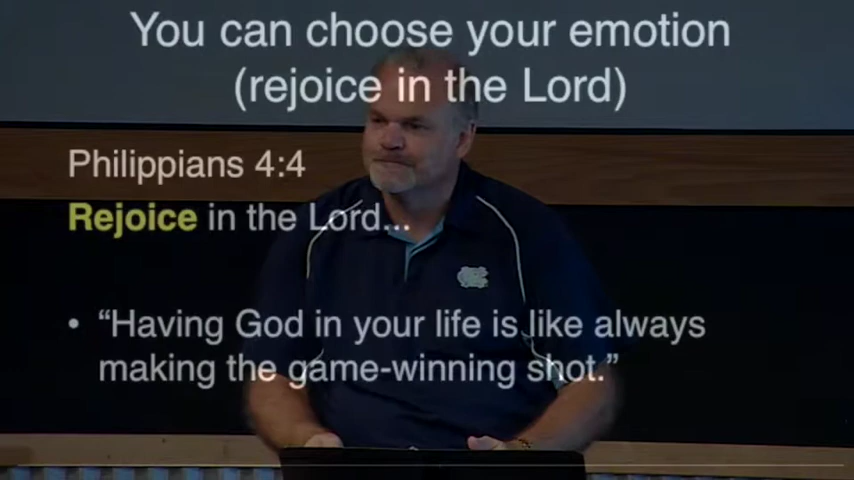 You can choose your emotion
(rejoice in the Lord)
Philippians 4:4
Rejoice in the Lord...
• “Having God in your life is like always
making the game-winning shot.”